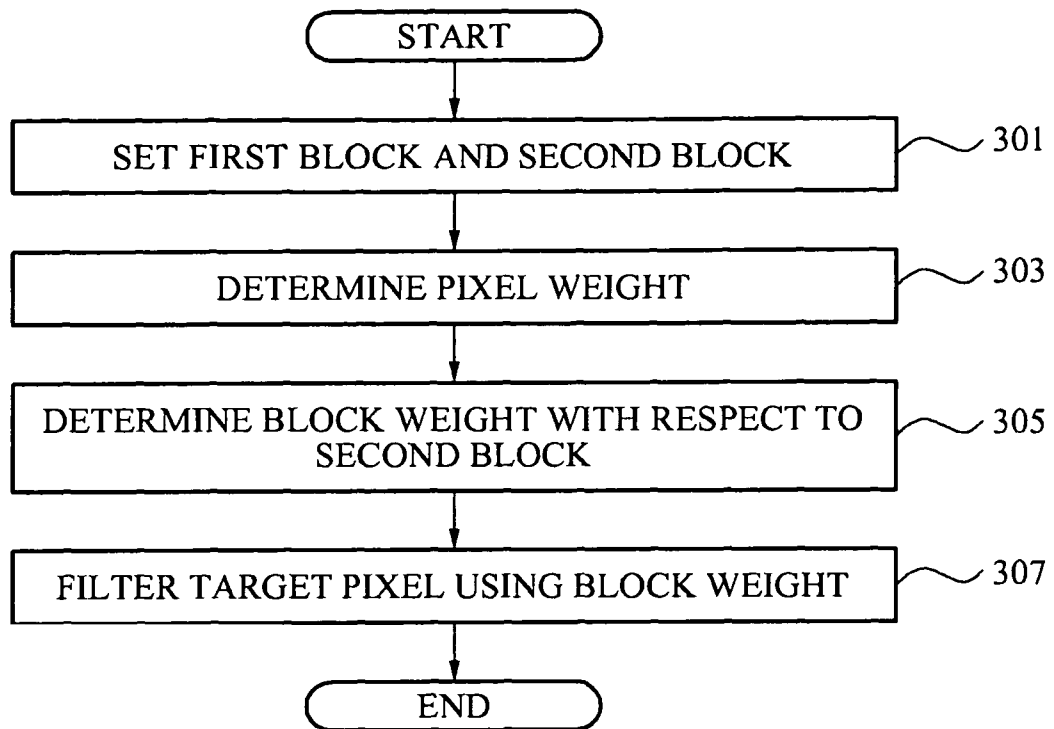 START
SET FIRST BLOCK AND SECOND BLOCK
301
DETERMINE PIXEL WEIGHT
303
DETERMINE BLOCK WEIGHT WITH RESPECT TO
SECOND BLOCK
305
FILTER TARGET PIXEL USING BLOCK WEIGHT
307
END